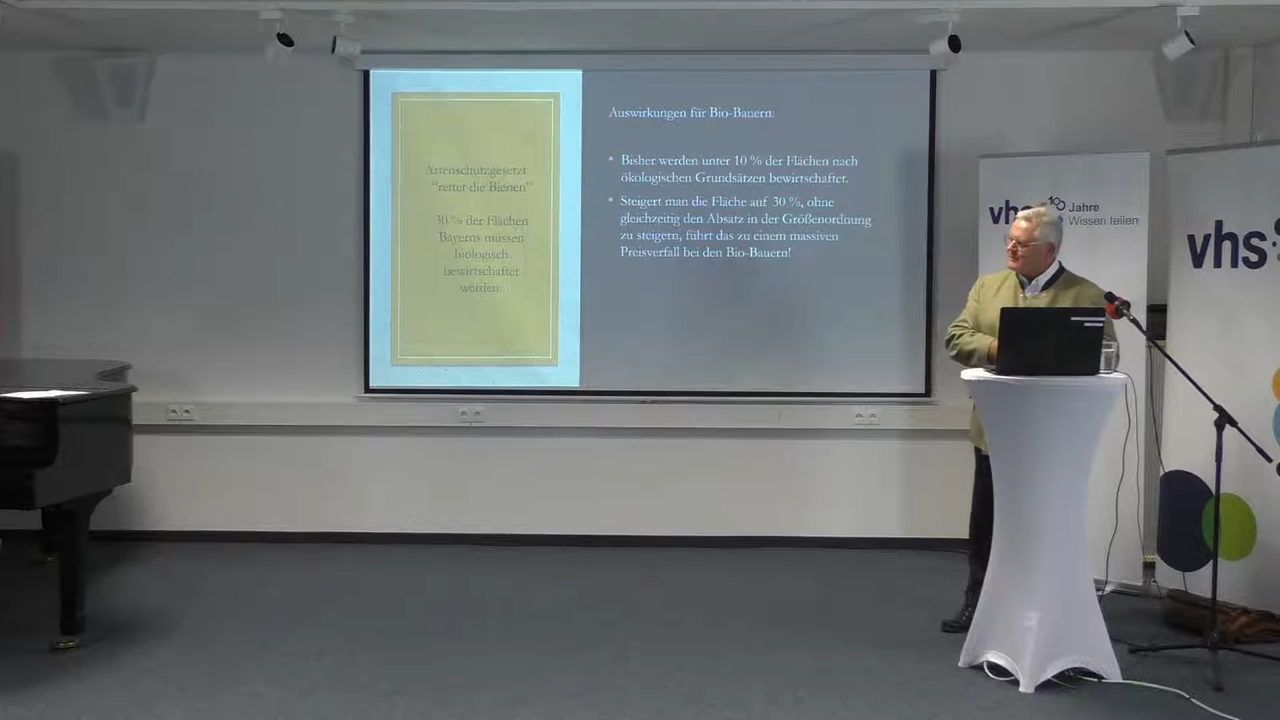 Artenschutzgesetzt
"rettet die Bienen"
30 % der Flächen
Bayerns müssen
biologisch
bewirtschaftet
werden
Auswirkungen für Bio-Bauern:
Bisher werden unter 10 % der Flächen nach
ökologischen Grundsätzen bewirtschaftet.
Steigert man die Fläche auf 30 %, ohne
gleichzeitig den Absatz in der Größenordnung
zu steigern, führt das zu einem massiven
Preisverfall bei den Bio-Bauern!
vhs
100 Jahre
Wissen teilen
vhs